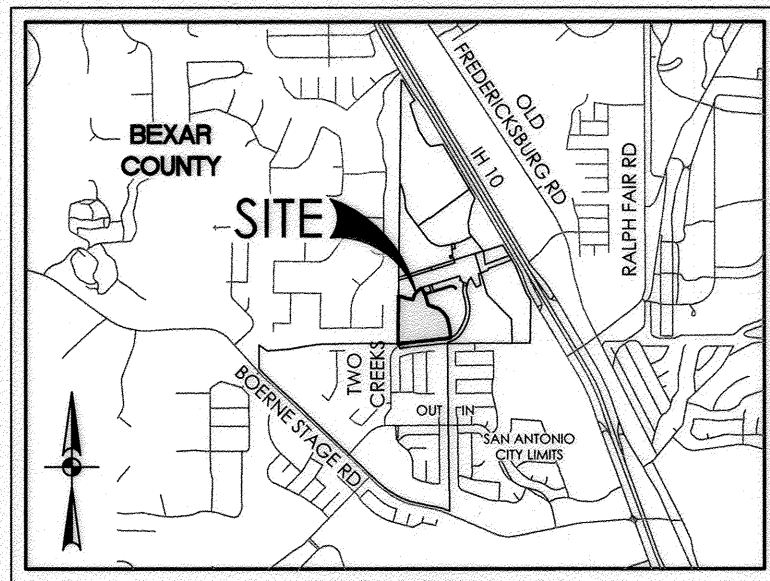 OLD
FREDERICKSBURG RD
BEXAR
COUNTY
IH 10
RALPH FAIR RD
SITE
TWO
CREEKS
BOERNE STAGE RD
OUT IN
SAN ANTONIO
CITY LIMITS